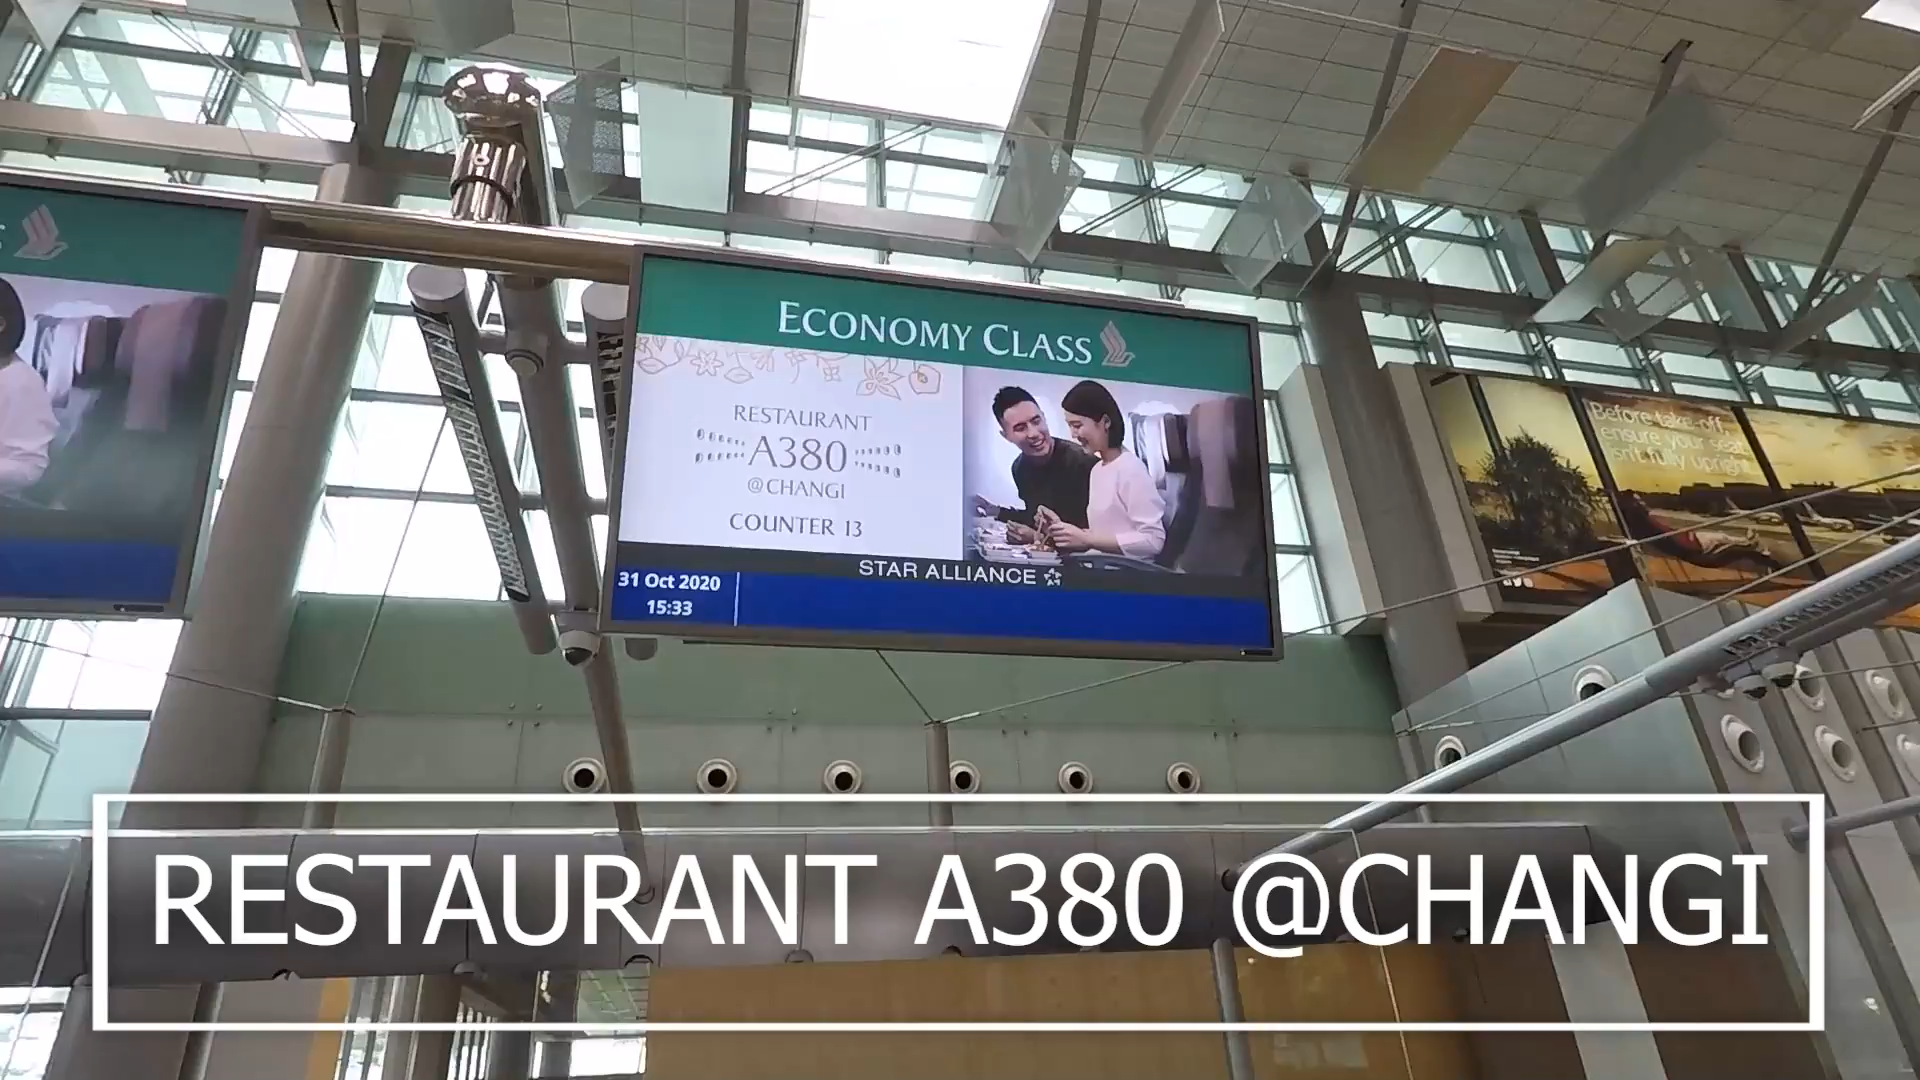 ECONOMY CLASS
RESTAURANT
A380
@CHANGI
COUNTER 13
STAR ALLIANCE
31 Oct 2020
15:33
Before take-off,
ensure your seat
isn't fully upright.
RESTAURANT A380 @CHANGI